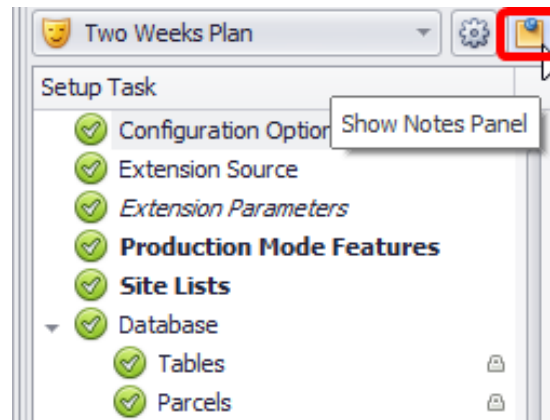 Two Weeks Plan
Setup Task
Configuration Option
Show Notes Panel
Extension Source
Extension Parameters
Production Mode Features
Site Lists
Database
Tables
Parcels